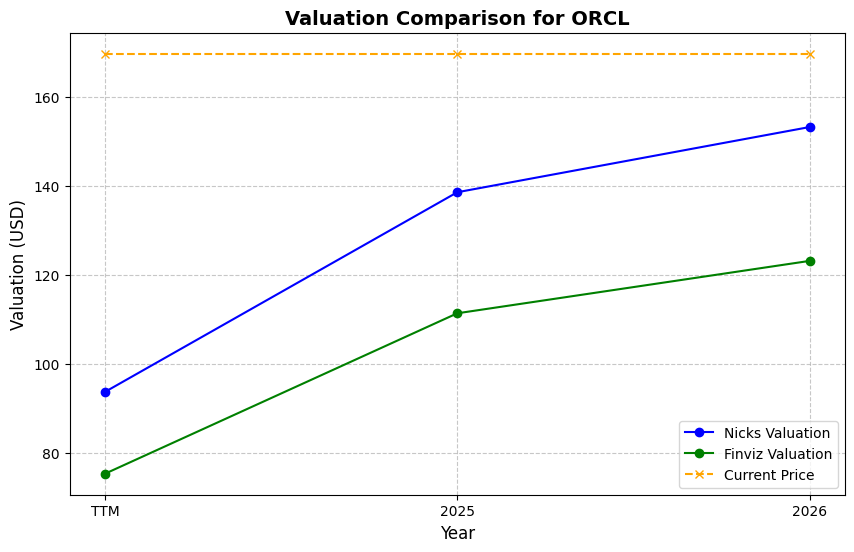 Valuation Comparison for ORCL
Valuation (USD)
160
140
120
100
80
TTM
2025
2026
Year
Nicks Valuation
Finviz Valuation
Current Price